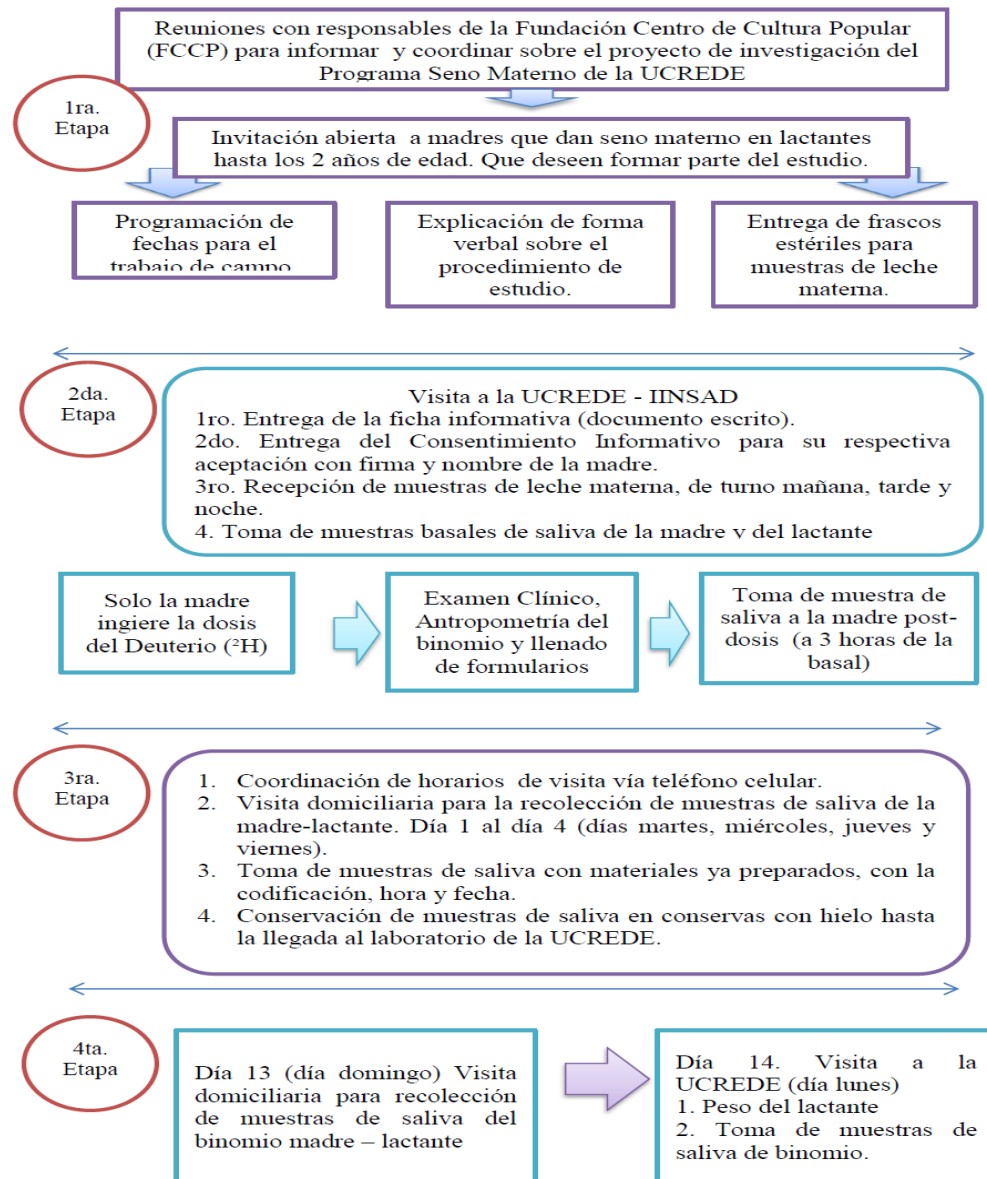 Reuniones con responsables de la Fundación Centro de Cultura Popular
(FCCP) para informar y coordinar sobre el proyecto de investigación del
Programa Seno Materno de la UCREDE
1ra.
Etapa
Invitación abierta a madres que dan seno materno en lactantes
hasta los 2 años de edad. Que deseen formar parte del estudio.
Programación de
fechas para el
trabajo de campo
Explicación de forma
verbal sobre el
procedimiento de
estudio.
Entrega de frascos
estériles para
muestras de leche
materna.
2da.
Etapa
Visita a la UCREDE - IINSAD
1ro. Entrega de la ficha informativa (documento escrito).
2do. Entrega del Consentimiento Informativo para su respectiva
aceptación con firma y nombre de la madre.
3ro. Recepción de muestras de leche materna, de turno mañana, tarde y
noche.
4. Toma de muestras basales de saliva de la madre y del lactante
Solo la madre
ingiere la dosis
del Deuterio (²H)
Examen Clínico,
Antropometría del
binomio y llenado
de formularios
Toma de muestra de
saliva a la madre post-
dosis (a 3 horas de la
basal)
3ra.
Etapa
1. Coordinación de horarios de visita vía teléfono celular.
2. Visita domiciliaria para la recolección de muestras de saliva de la
madre-lactante. Día 1 al día 4 (días martes, miércoles, jueves y
viernes).
3. Toma de muestras de saliva con materiales ya preparados, con la
codificación, hora y fecha.
4. Conservación de muestras de saliva en conservas con hielo hasta
la llegada al laboratorio de la UCREDE.
4ta.
Etapa
Día 13 (día domingo) Visita
domiciliaria para recolección
de muestras de saliva del
binomio madre – lactante
Día 14. Visita a la
UCREDE (día lunes)
1. Peso del lactante
2. Toma de muestras de
saliva de binomio.